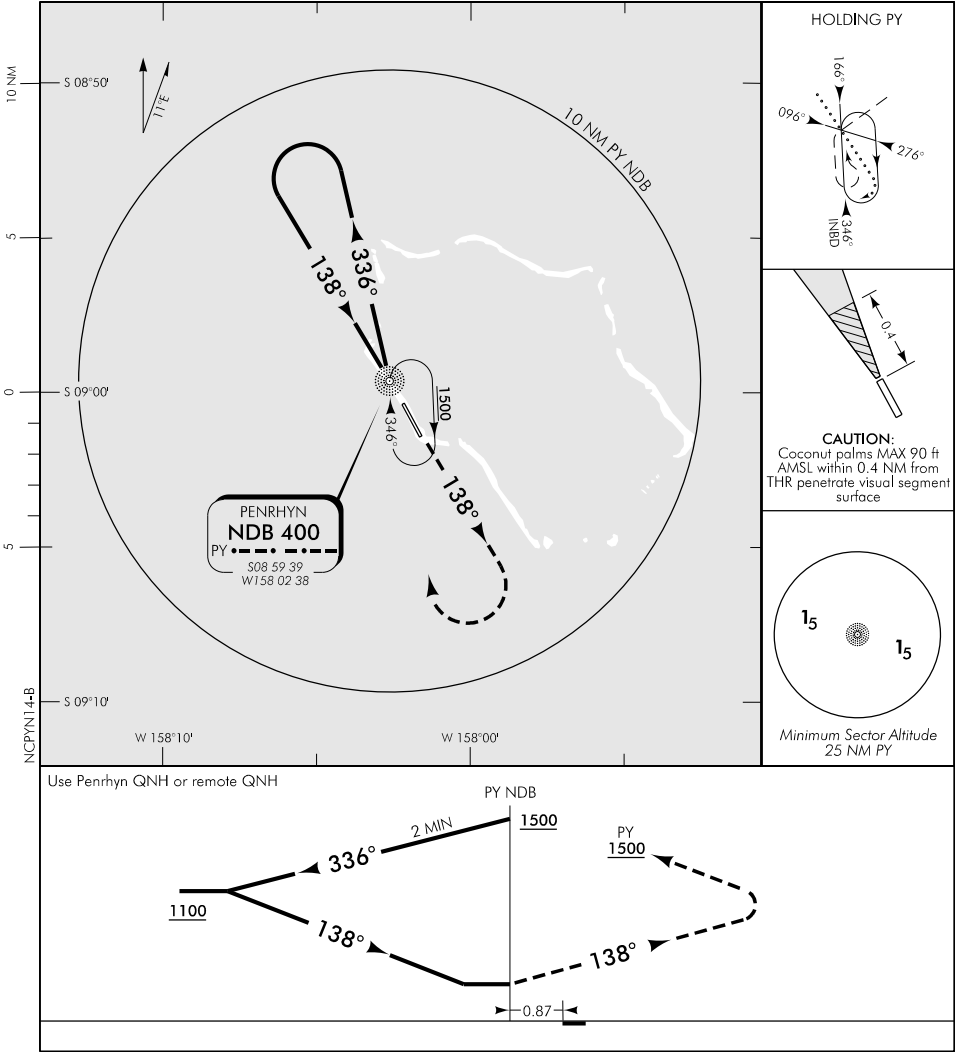 10 NM
5
0
5
S 08°50'
S 09°00'
S 09°10'
W 158°10'
W 158°00'
11°E
10 NM PY NDB
138°
336°
1500
346°
138°
PENRHYN
NDB 400
PY
S08 59 39
W158 02 38
NCPYN14-B
HOLDING PY
166°
096°
276°
346°
INBD
0.4
CAUTION:
Coconut palms MAX 90 ft
AMSL within 0.4 NM from
THR penetrate visual segment
surface
15
15
Minimum Sector Altitude
25 NM PY
Use Penrhyn QNH or remote QNH
PY NDB
2 MIN
1500
336°
1100
138°
PY
1500
138°
0.87